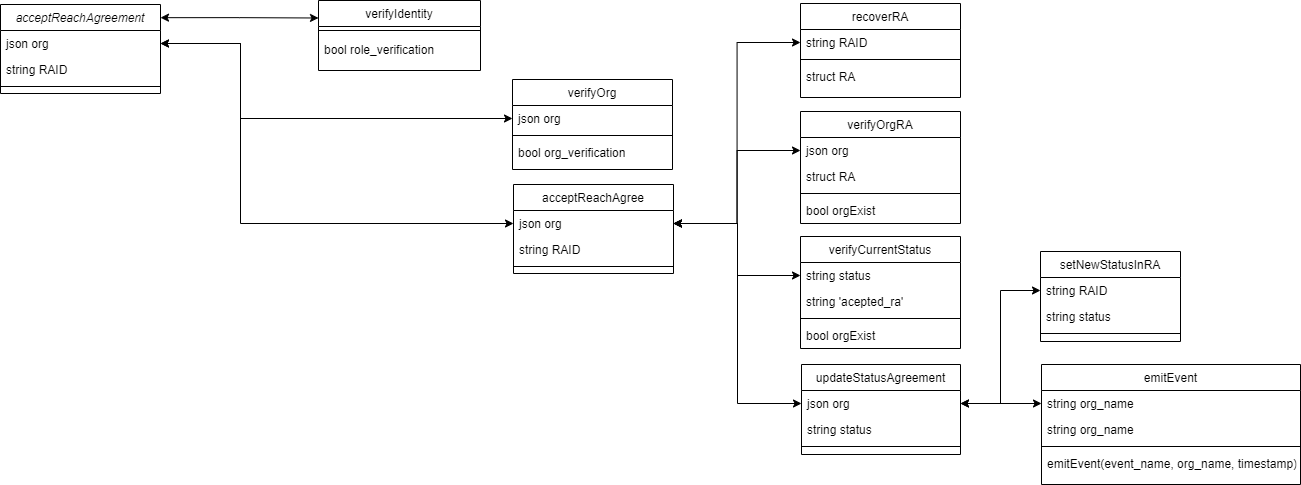 acceptReachAgreement
json org
string RAID
verifyIdentity
bool role_verification
verifyOrg
json org
bool org_verification
acceptReachAgree
json org
string RAID
recoverRA
string RAID
struct RA
verifyOrgRA
json org
struct RA
bool orgExist
verifyCurrentStatus
string status
string 'acepted_ra'
bool orgExist
updateStatusAgreement
json org
string status
setNewStatusInRA
string RAID
string status
emitEvent
string org_name
string org_name
emitEvent(event_name, org_name, timestamp)